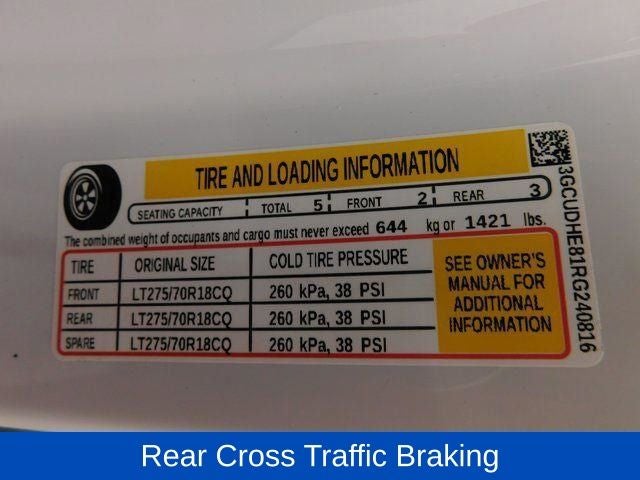 TIRE AND LOADING INFORMATION
SEATING CAPACITY TOTAL 5 FRONT 2 REAR 3
The combined weight of occupants and cargo must never exceed 644 kg or 1421 lbs.
TIRE ORIGINAL SIZE COLD TIRE PRESSURE
FRONT LT275/70R18CQ 260 kPa, 38 PSI
REAR LT275/70R18CQ 260 kPa, 38 PSI
SPARE LT275/70R18CQ 260 kPa, 38 PSI
SEE OWNER'S
MANUAL FOR
ADDITIONAL
INFORMATION
3GCUDHE81RG240816
Rear Cross Traffic Braking